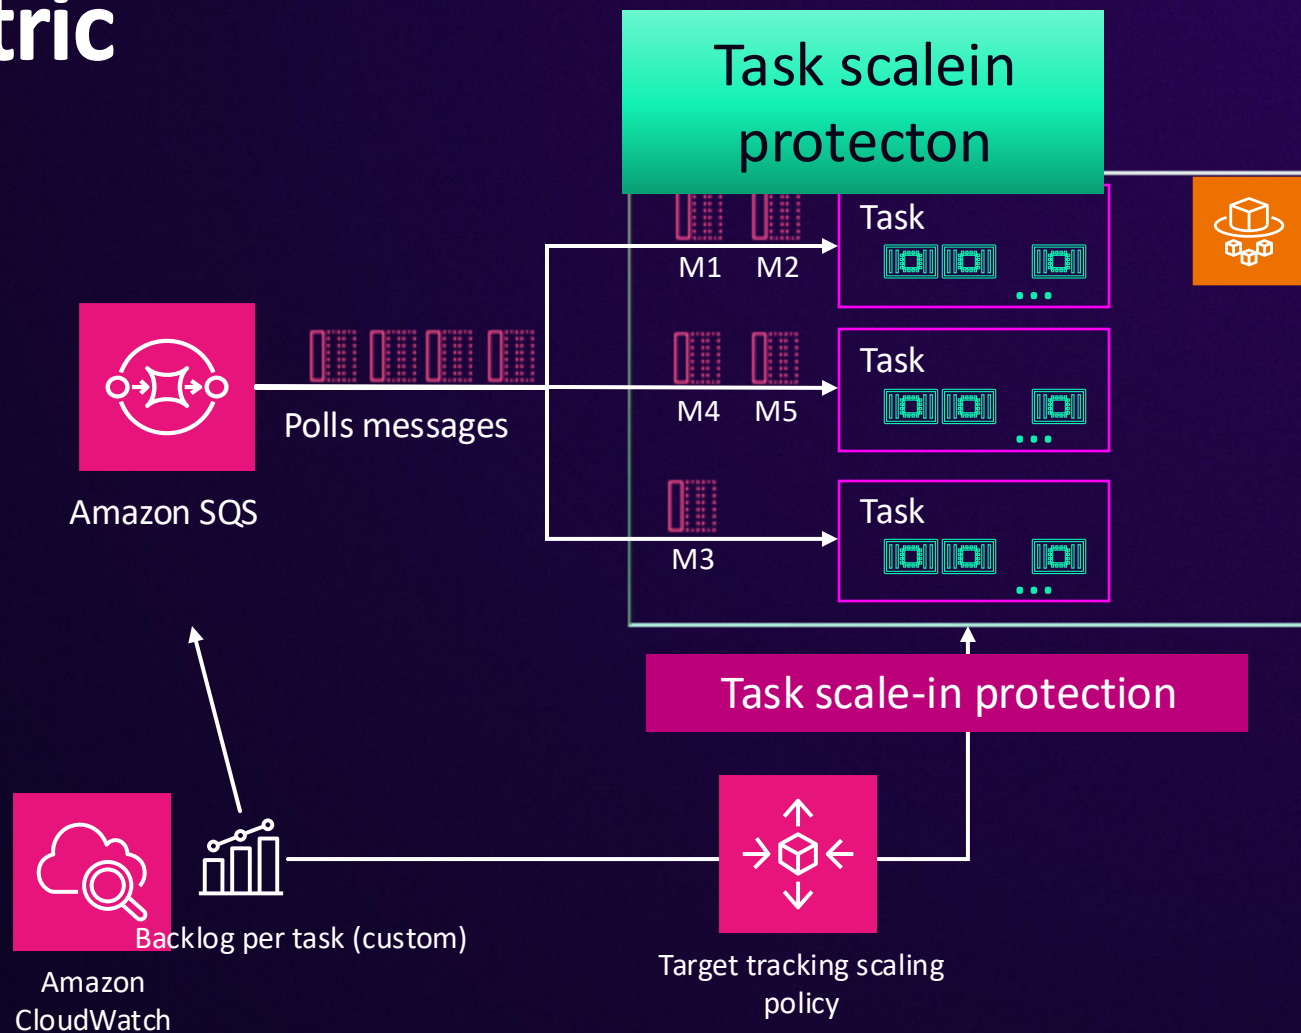 tric
Task scalein
protecton
Task
M1 M2
Task
M4 M5
Polls messages
Amazon SQS
Task
M3
Task scale-in protection
Backlog per task (custom)
Amazon
CloudWatch
Target tracking scaling
policy